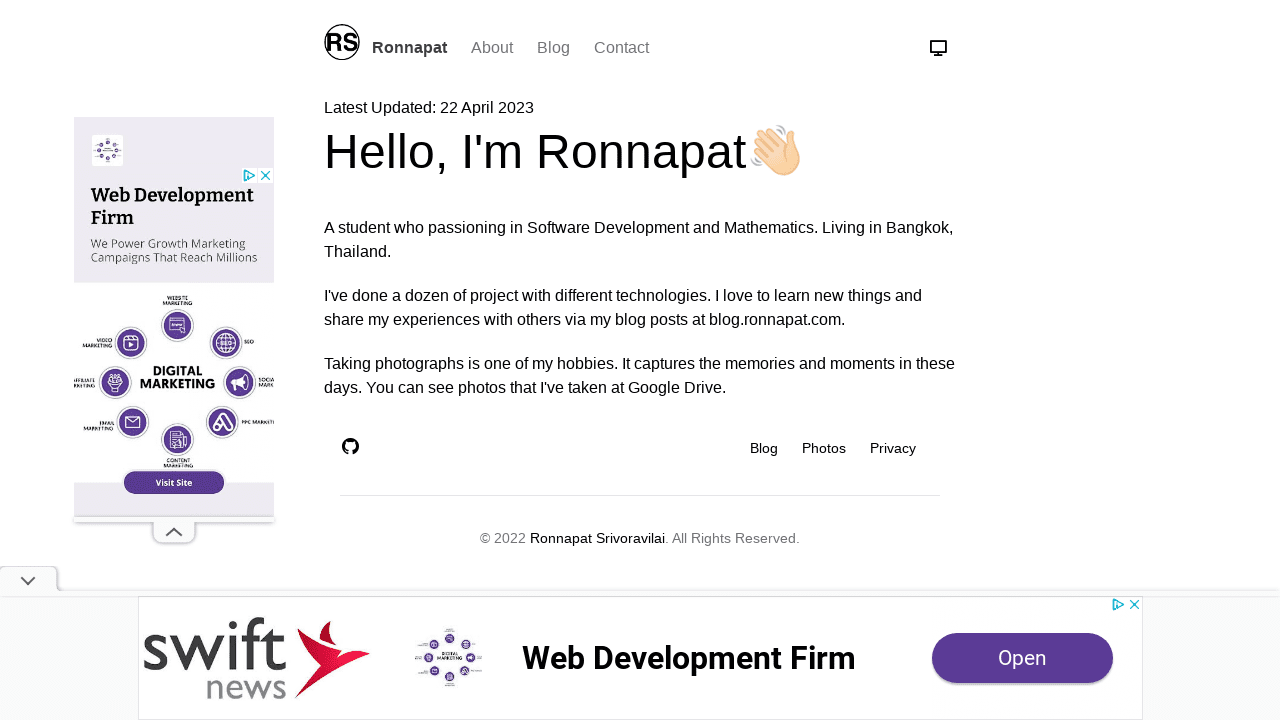 RS
Ronnapat About Blog Contact
Latest Updated: 22 April 2023
Hello, I'm Ronnapat👋🏻
A student who passioning in Software Development and Mathematics. Living in Bangkok,
Thailand.
I've done a dozen of project with different technologies. I love to learn new things and
share my experiences with others via my blog posts at blog.ronnapat.com.
Taking photographs is one of my hobbies. It captures the memories and moments in these
days. You can see photos that I've taken at Google Drive.
Blog Photos Privacy
© 2022 Ronnapat Srivoravilai. All Rights Reserved.
Web Development
Firm
We Power Growth Marketing
Campaigns That Reach Millions
WEBSITE
MARKETING
VIDEO
MARKETING
SEO
DIGITAL
MARKETING
EMAIL
MARKETING
CONTENT
MARKETING
Visit Site
swift
news
Web Development Firm
Open